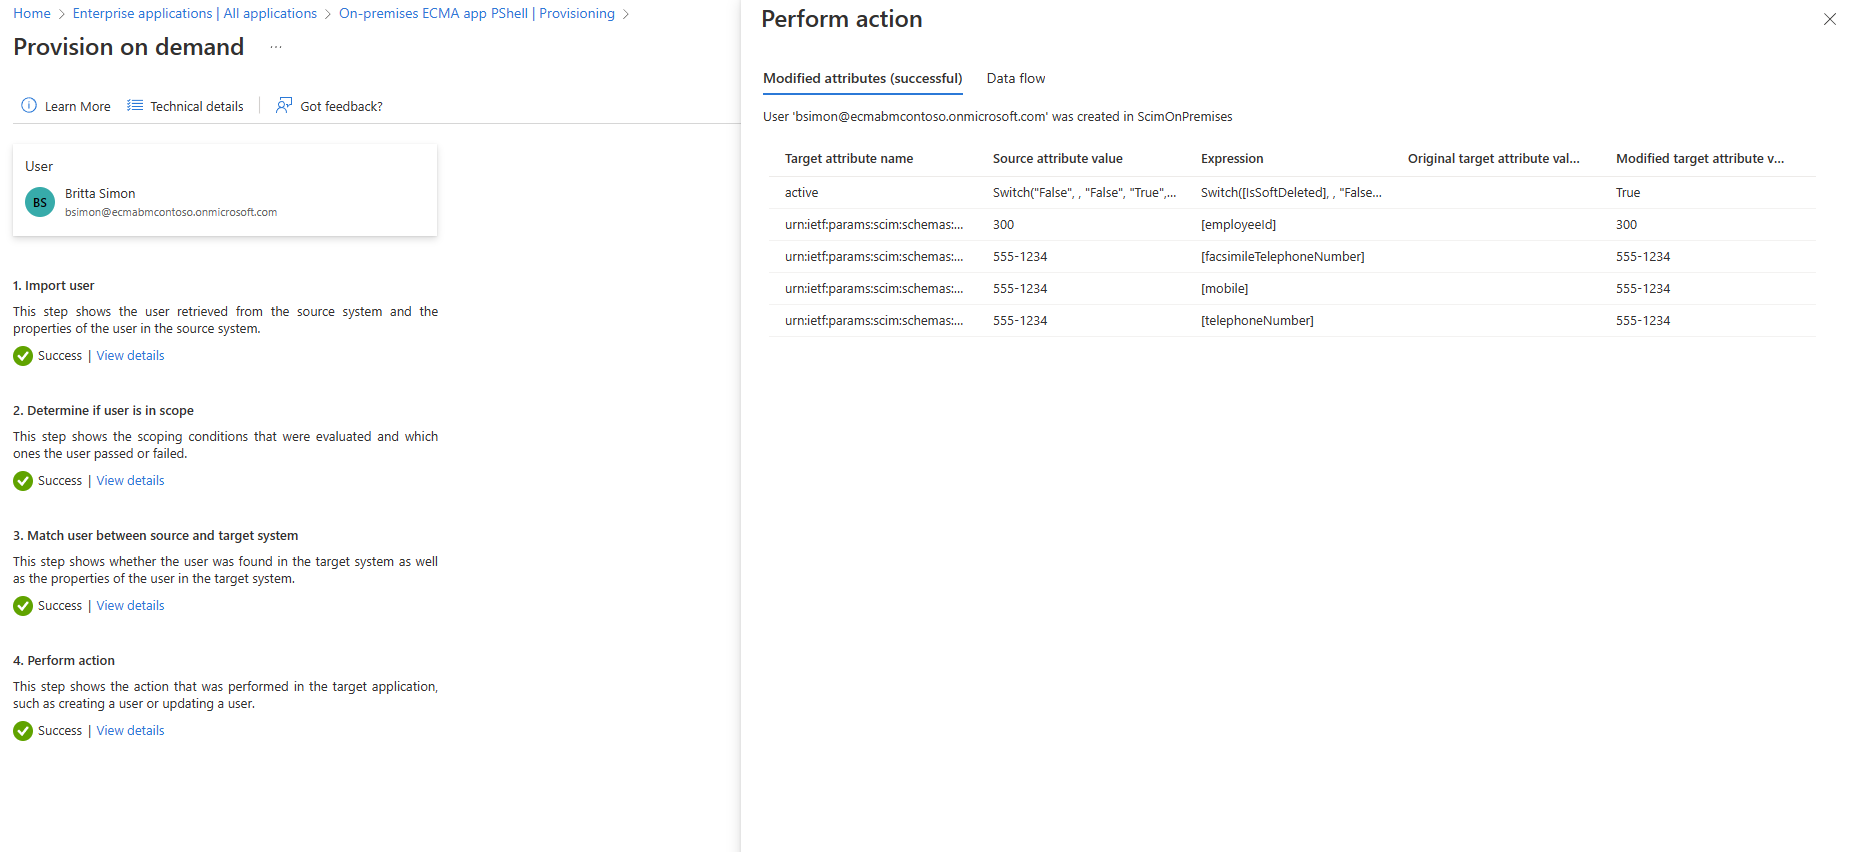 Home > Enterprise applications | All applications > On-premises ECMA app PShell | Provisioning >
Provision on demand ...
Learn More Technical details Got feedback?
User
BS
Britta Simon
bsimon@ecmabmcontoso.onmicrosoft.com
1. Import user
This step shows the user retrieved from the source system and the
properties of the user in the source system.
Success | View details
2. Determine if user is in scope
This step shows the scoping conditions that were evaluated and which
ones the user passed or failed.
Success | View details
3. Match user between source and target system
This step shows whether the user was found in the target system as well
as the properties of the user in the target system.
Success | View details
4. Perform action
This step shows the action that was performed in the target application,
such as creating a user or updating a user.
Success | View details
Perform action
Modified attributes (successful) Data flow
User 'bsimon@ecmabmcontoso.onmicrosoft.com' was created in ScimOnPremises
Target attribute name Source attribute value Expression Original target attribute val... Modified target attribute v...
active Switch("False", , "False", "True",... Switch([IsSoftDeleted], , "False... True
urn:ietf:params:scim:schemas:... 300 [employeeId] 300
urn:ietf:params:scim:schemas:... 555-1234 [facsimileTelephoneNumber] 555-1234
urn:ietf:params:scim:schemas:... 555-1234 [mobile] 555-1234
urn:ietf:params:scim:schemas:... 555-1234 [telephoneNumber] 555-1234